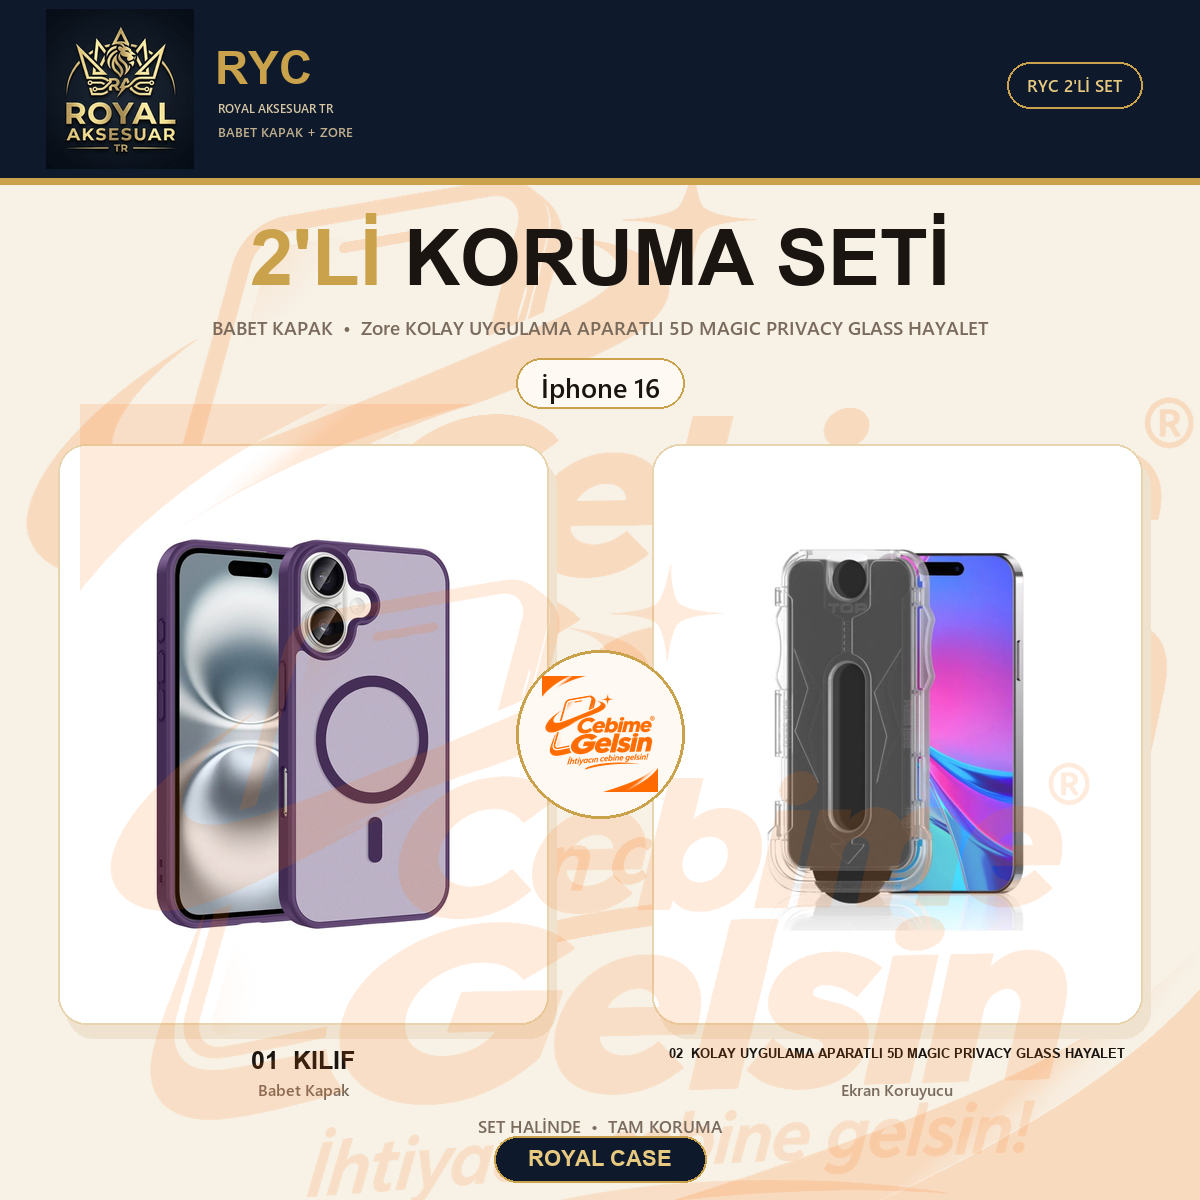 ROYAL
AKSESUAR
TR
RYC
ROYAL AKSESUAR TR
BABET KAPAK + ZORE
RYC 2'Lİ SET
2'Lİ KORUMA SETİ
BABET KAPAK • Zore KOLAY UYGULAMA APARATLI 5D MAGIC PRIVACY GLASS HAYALET
İphone 16
TOP
Cebime
Gelsin
İhtiyacın cebine gelsin!
Cebime
Gelsin
01 KILIF
Babet Kapak
02 KOLAY UYGULAMA APARATLI 5D MAGIC PRIVACY GLASS HAYALET
Ekran Koruyucu
SET HALİNDE • TAM KORUMA
ROYAL CASE